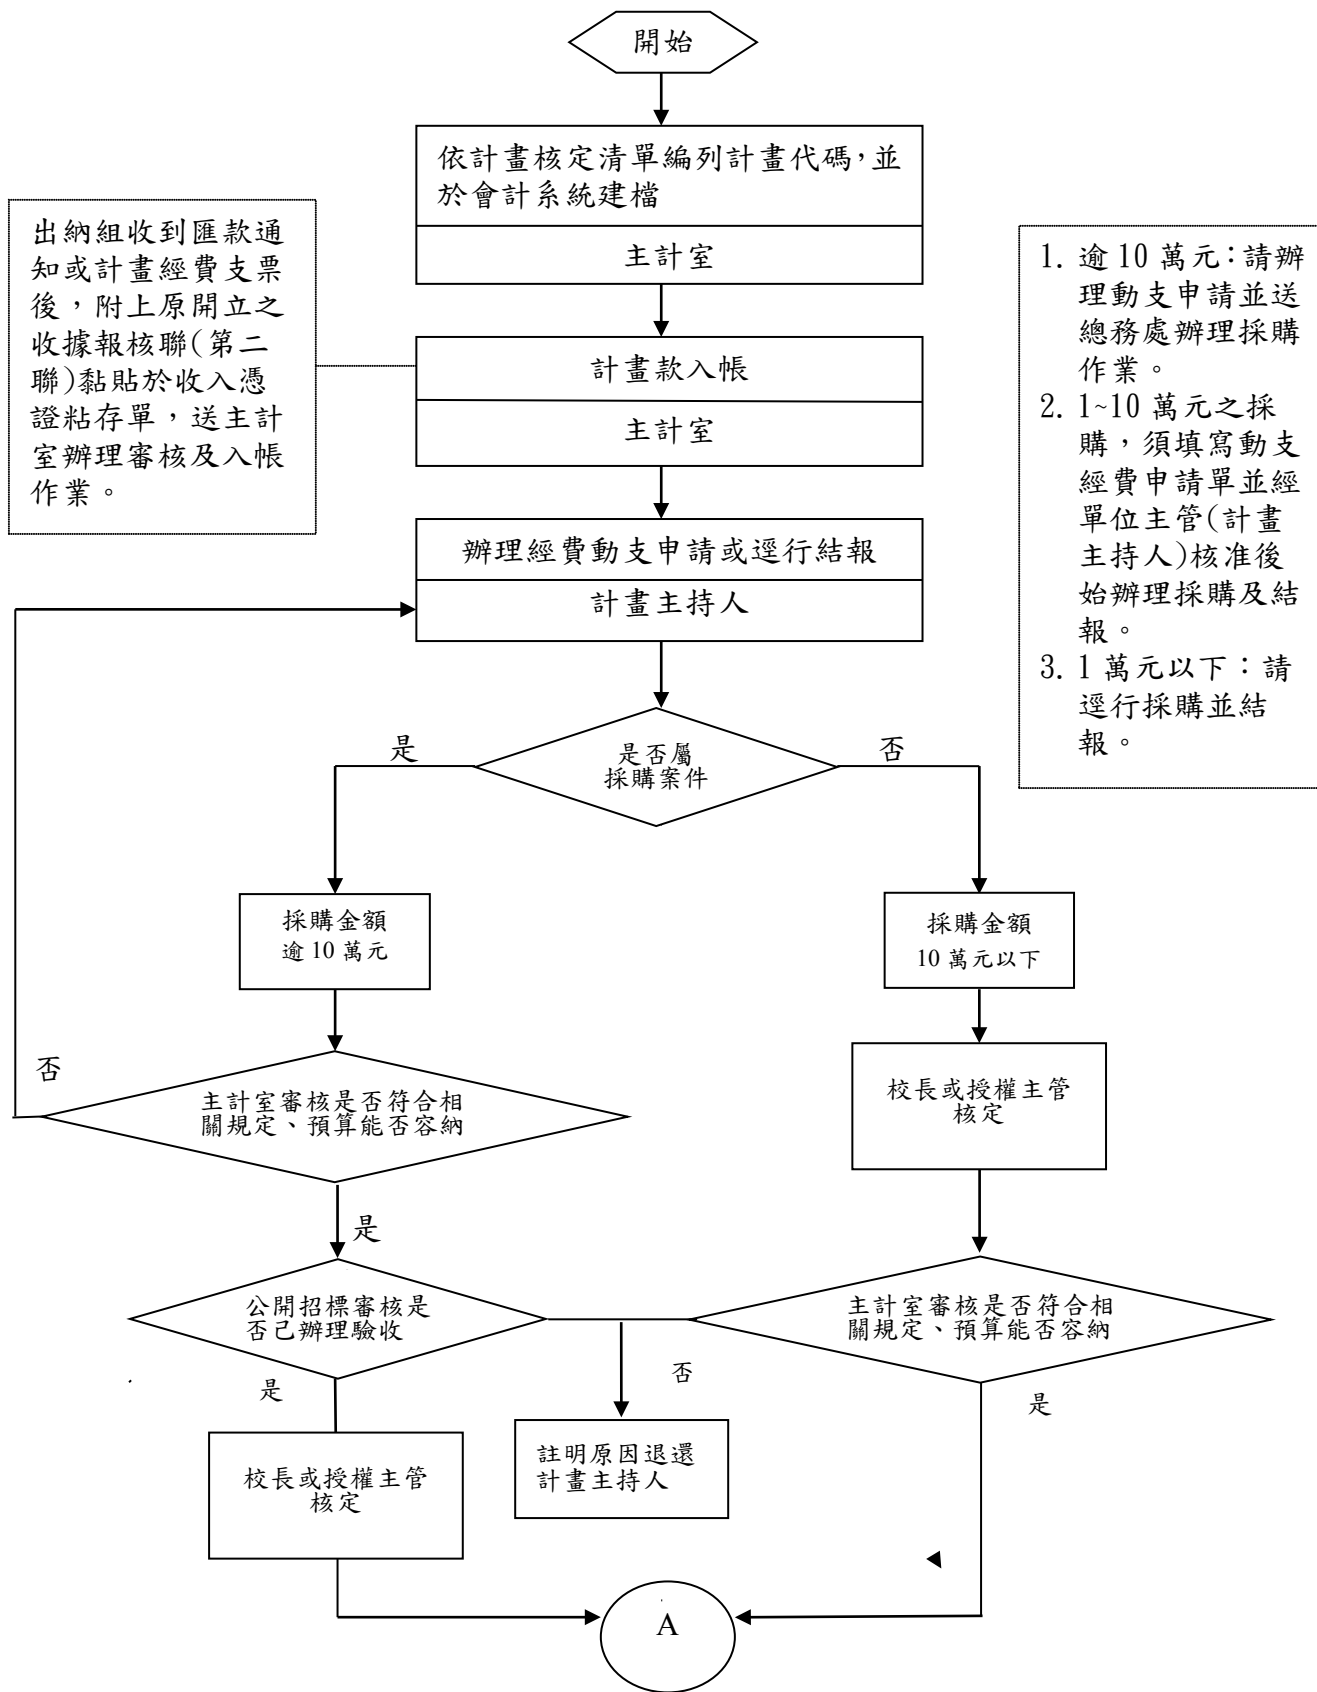 開始
依計畫核定清單編列計畫代碼,並
於會計系統建檔
主計室
出納組收到匯款通
知或計畫經費支票
後，附上原開立之
收據報核聯(第二
聯)黏貼於收入憑
證粘存單，送主計
室辦理審核及入帳
作業。
計畫款入帳
主計室
1. 逾10萬元:請辦
理動支申請並送
總務處辦理採購
作業。
2. 1~10萬元之採
購，須填寫動支
經費申請單並經
單位主管(計畫
主持人)核准後
始辦理採購及結
報。
3. 1萬元以下：請
逕行採購並結
報。
辦理經費動支申請或逕行結報
計畫主持人
是否屬
採購案件
是
否
採購金額
逾10萬元
採購金額
10萬元以下
否
主計室審核是否符合相
關規定、預算能否容納
校長或授權主管
核定
是
公開招標審核是
否已辦理驗收
主計室審核是否符合相
關規定、預算能否容納
是
否
是
校長或授權主管
核定
註明原因退還
計畫主持人
A